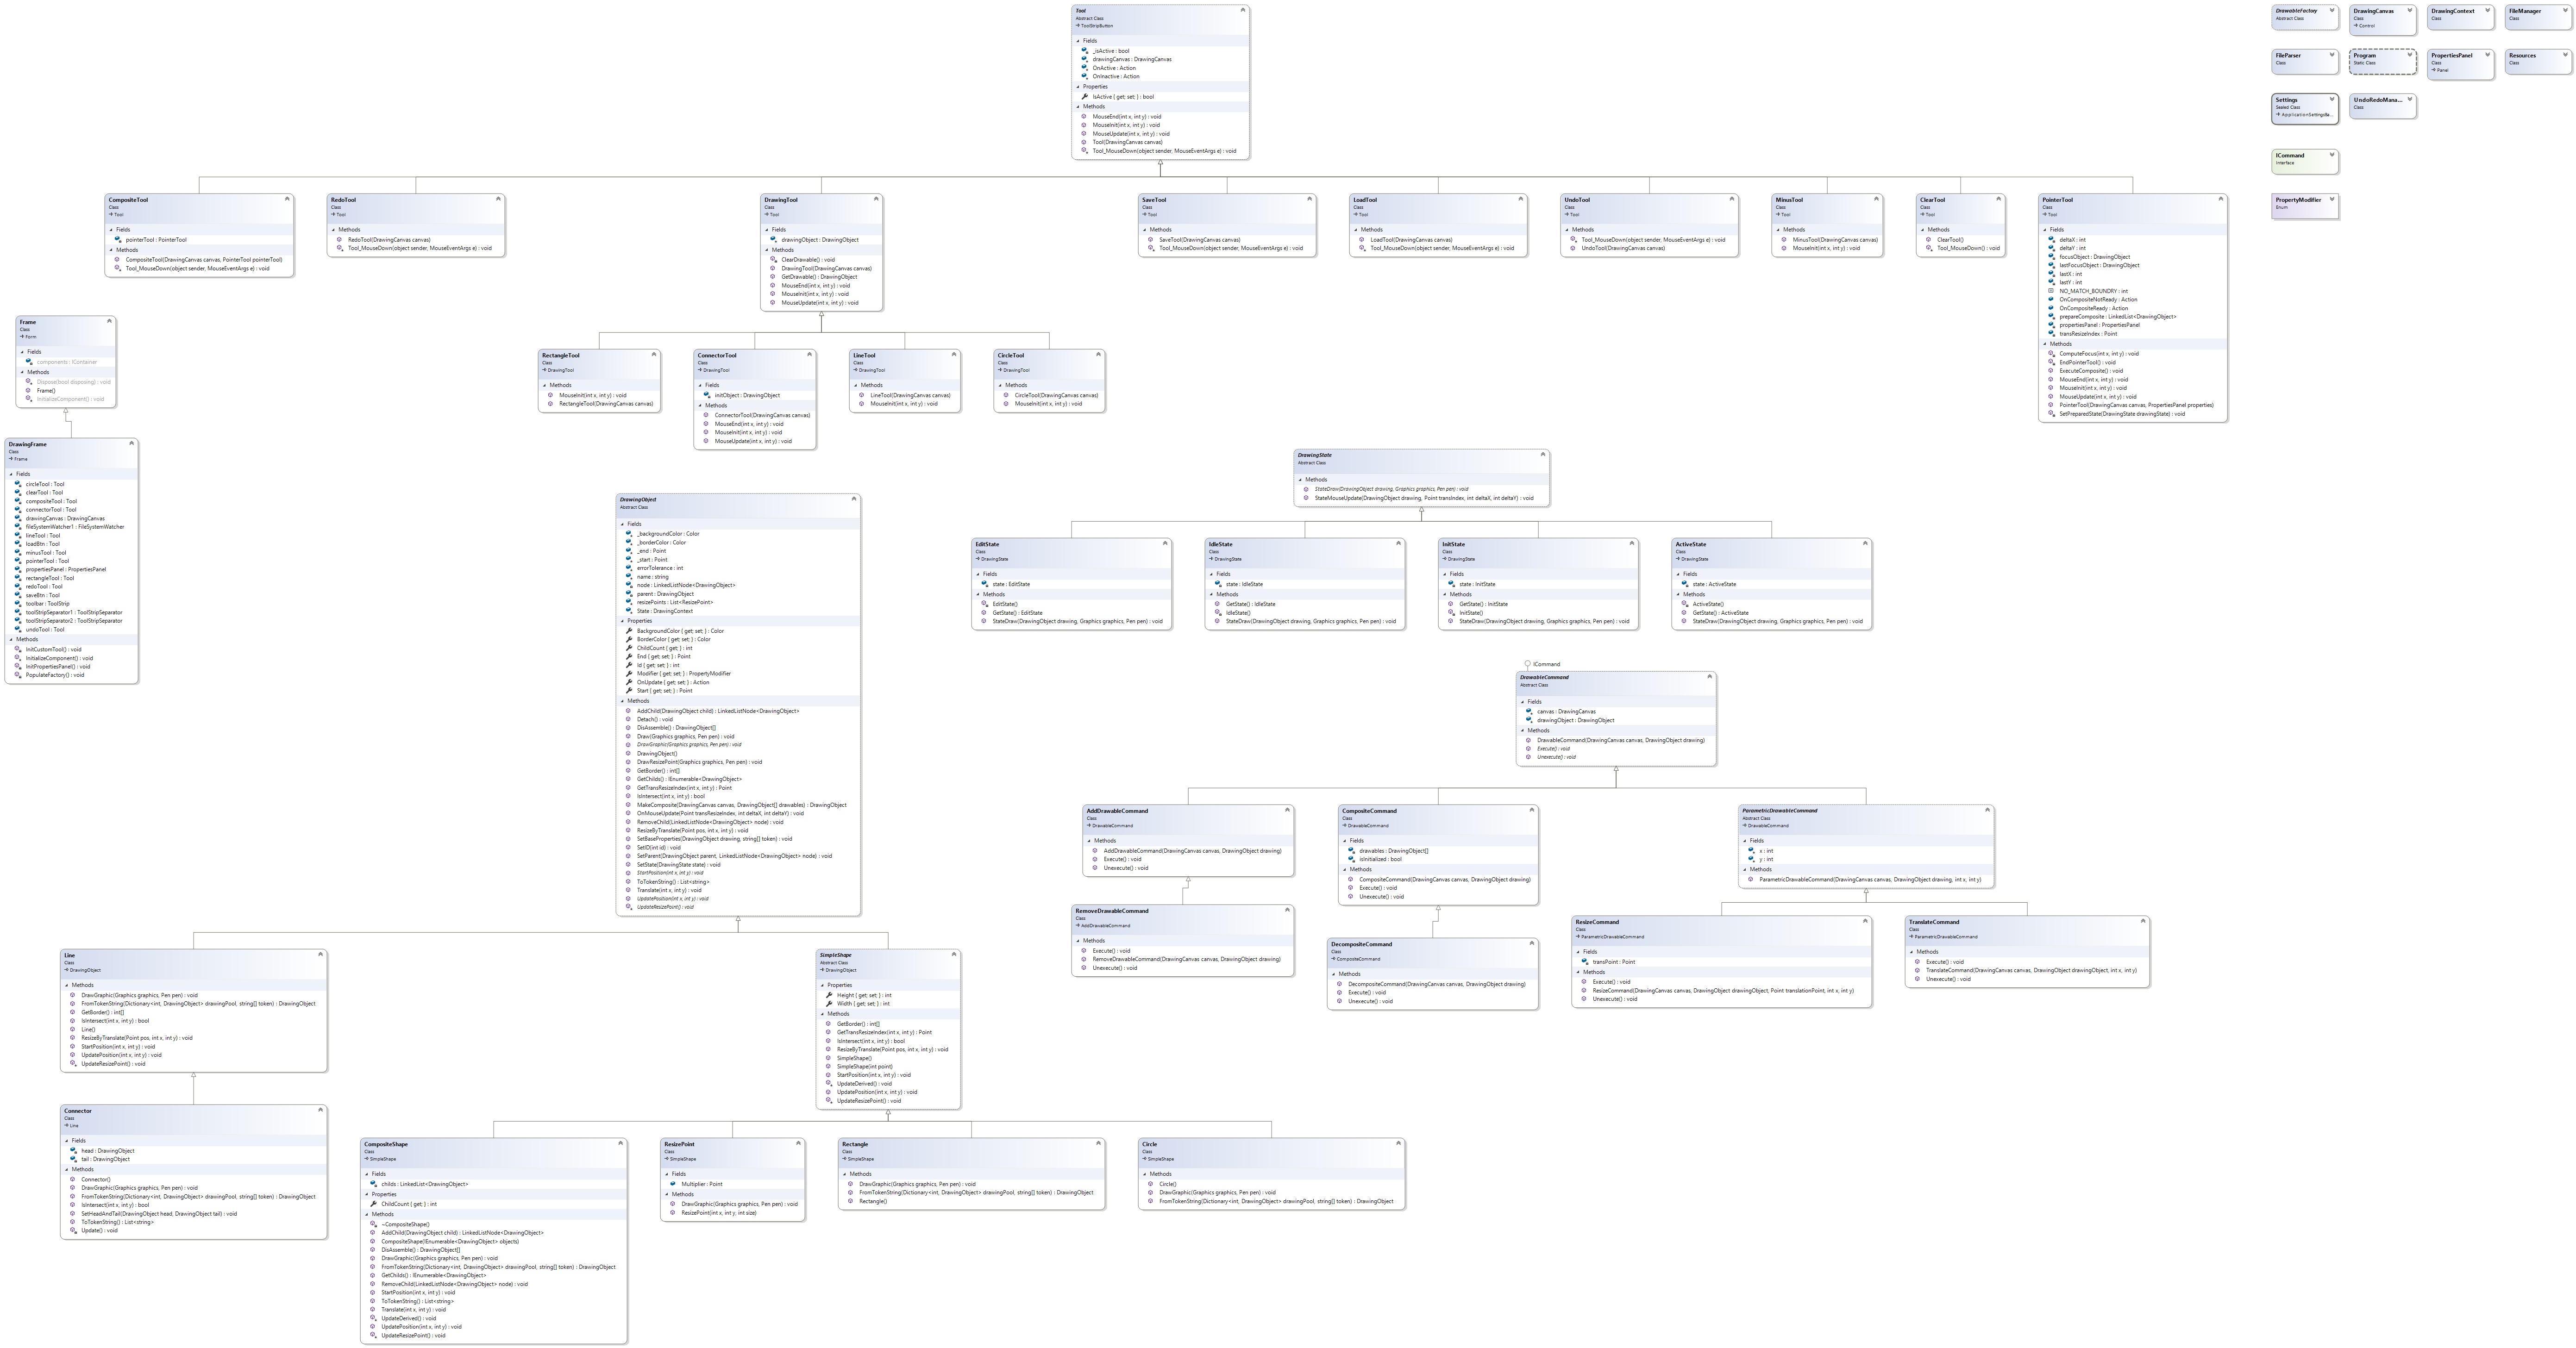 Tool
Abstract Class
ToolStripButton
Fields
_isActive : bool
drawingCanvas : DrawingCanvas
OnActive : Action
OnInactive : Action
Properties
IsActive { get; set; } : bool
Methods
MouseEnd(int x, int y) : void
MouseInit(int x, int y) : void
MouseUpdate(int x, int y) : void
Tool(DrawingCanvas canvas)
Tool_MouseDown(object sender, MouseEventArgs e) : void
DrawableFactory
Abstract Class
DrawingCanvas
Class
Control
DrawingContext
Class
FileManager
Class
FileParser
Class
Program
Static Class
PropertiesPanel
Class
Panel
Resources
Class
Settings
Sealed Class
ApplicationSettingsBa...
UndoRedoMana...
Class
ICommand
Interface
PropertyModifier
Enum
CompositeTool
Class
Tool
Fields
pointerTool : PointerTool
Methods
CompositeTool(DrawingCanvas canvas, PointerTool pointerTool)
Tool_MouseDown(object sender, MouseEventArgs e) : void
RedoTool
Class
Tool
Methods
RedoTool(DrawingCanvas canvas)
Tool_MouseDown(object sender, MouseEventArgs e) : void
DrawingTool
Class
Tool
Fields
drawingObject : DrawingObject
Methods
ClearDrawable() : void
DrawingTool(DrawingCanvas canvas)
GetDrawable() : DrawingObject
MouseEnd(int x, int y) : void
MouseInit(int x, int y) : void
MouseUpdate(int x, int y) : void
SaveTool
Class
Tool
Methods
SaveTool(DrawingCanvas canvas)
Tool_MouseDown(object sender, MouseEventArgs e) : void
LoadTool
Class
Tool
Methods
LoadTool(DrawingCanvas canvas)
Tool_MouseDown(object sender, MouseEventArgs e) : void
UndoTool
Class
Tool
Methods
Tool_MouseDown(object sender, MouseEventArgs e) : void
UndoTool(DrawingCanvas canvas)
MinusTool
Class
Tool
Methods
MinusTool(DrawingCanvas canvas)
MouseInit(int x, int y) : void
ClearTool
Class
Tool
Methods
ClearTool()
Tool_MouseDown() : void
PointerTool
Class
Tool
Fields
deltaX : int
deltaY : int
focusObject : DrawingObject
lastFocusObject : DrawingObject
lastX : int
lastY : int
NO_MATCH_BOUNDRY : int
OnCompositeNotReady : Action
OnCompositeReady : Action
prepareComposite : LinkedList<DrawingObject>
propertiesPanel : PropertiesPanel
transResizeIndex : Point
Methods
ComputeFocus(int x, int y) : void
EndPointerTool() : void
ExecuteComposite() : void
MouseEnd(int x, int y) : void
MouseInit(int x, int y) : void
MouseUpdate(int x, int y) : void
PointerTool(DrawingCanvas canvas, PropertiesPanel properties)
SetPreparedState(DrawingState drawingState) : void
Frame
Class
Form
Fields
components : IContainer
Methods
Dispose(bool disposing) : void
Frame()
InitializeComponent() : void
RectangleTool
Class
DrawingTool
Methods
MouseInit(int x, int y) : void
RectangleTool(DrawingCanvas canvas)
ConnectorTool
Class
DrawingTool
Fields
initObject : DrawingObject
Methods
ConnectorTool(DrawingCanvas canvas)
MouseEnd(int x, int y) : void
MouseInit(int x, int y) : void
MouseUpdate(int x, int y) : void
LineTool
Class
DrawingTool
Methods
LineTool(DrawingCanvas canvas)
MouseInit(int x, int y) : void
CircleTool
Class
DrawingTool
Methods
CircleTool(DrawingCanvas canvas)
MouseInit(int x, int y) : void
DrawingFrame
Class
Frame
Fields
circleTool : Tool
clearTool : Tool
compositeTool : Tool
connectorTool : Tool
drawingCanvas : DrawingCanvas
fileSystemWatcher1 : FileSystemWatcher
lineTool : Tool
loadBtn : Tool
minusTool : Tool
pointerTool : Tool
propertiesPanel : PropertiesPanel
rectangleTool : Tool
redoTool : Tool
saveBtn : Tool
toolbar : ToolStrip
toolStripSeparator1 : ToolStripSeparator
toolStripSeparator2 : ToolStripSeparator
undoTool : Tool
Methods
InitCustomTool() : void
InitializeComponent() : void
InitPropertiesPanel() : void
PopulateFactory() : void
DrawingState
Abstract Class
Methods
StateDraw(DrawingObject drawing, Graphics graphics, Pen pen) : void
StateMouseUpdate(DrawingObject drawing, Point transIndex, int deltaX, int deltaY) : void
EditState
Class
DrawingState
Fields
state : EditState
Methods
EditState()
GetState() : EditState
StateDraw(DrawingObject drawing, Graphics graphics, Pen pen) : void
IdleState
Class
DrawingState
Fields
state : IdleState
Methods
GetState() : IdleState
IdleState()
StateDraw(DrawingObject drawing, Graphics graphics, Pen pen) : void
InitState
Class
DrawingState
Fields
state : InitState
Methods
GetState() : InitState
InitState()
StateDraw(DrawingObject drawing, Graphics graphics, Pen pen) : void
ActiveState
Class
DrawingState
Fields
state : ActiveState
Methods
ActiveState()
GetState() : ActiveState
StateDraw(DrawingObject drawing, Graphics graphics, Pen pen) : void
DrawingObject
Abstract Class
Fields
_backgroundColor : Color
_borderColor : Color
_end : Point
_start : Point
errorTolerance : int
name : string
node : LinkedListNode<DrawingObject>
parent : DrawingObject
resizePoints : List<ResizePoint>
State : DrawingContext
Properties
BackgroundColor { get; set; } : Color
BorderColor { get; set; } : Color
ChildCount { get; } : int
End { get; set; } : Point
Id { get; set; } : int
Modifier { get; set; } : PropertyModifier
OnUpdate { get; set; } : Action
Start { get; set; } : Point
Methods
AddChild(DrawingObject child) : LinkedListNode<DrawingObject>
Detach() : void
DisAssemble() : DrawingObject[]
Draw(Graphics graphics, Pen pen) : void
DrawGraphic(Graphics graphics, Pen pen) : void
DrawingObject()
DrawResizePoint(Graphics graphics, Pen pen) : void
GetBorder() : int[]
GetChilds() : IEnumerable<DrawingObject>
GetTransResizeIndex(int x, int y) : Point
IsIntersect(int x, int y) : bool
MakeComposite(DrawingCanvas canvas, DrawingObject[] drawables) : DrawingObject
OnMouseUpdate(Point transResizeIndex, int deltaX, int deltaY) : void
RemoveChild(LinkedListNode<DrawingObject> node) : void
ResizeByTranslate(Point pos, int x, int y) : void
SetBaseProperties(DrawingObject drawing, string[] token) : void
SetID(int id) : void
SetParent(DrawingObject parent, LinkedListNode<DrawingObject> node) : void
SetState(DrawingState state) : void
StartPosition(int x, int y) : void
ToTokenString() : List<string>
Translate(int x, int y) : void
UpdatePosition(int x, int y) : void
UpdateResizePoint() : void
ICommand
DrawableCommand
Abstract Class
Fields
canvas : DrawingCanvas
drawingObject : DrawingObject
Methods
DrawableCommand(DrawingCanvas canvas, DrawingObject drawing)
Execute() : void
Unexecute() : void
AddDrawableCommand
Class
DrawableCommand
Methods
AddDrawableCommand(DrawingCanvas canvas, DrawingObject drawing)
Execute() : void
Unexecute() : void
CompositeCommand
Class
DrawableCommand
Fields
drawables : DrawingObject[]
isInitialized : bool
Methods
CompositeCommand(DrawingCanvas canvas, DrawingObject drawing)
Execute() : void
Unexecute() : void
ParametricDrawableCommand
Abstract Class
DrawableCommand
Fields
x : int
y : int
Methods
ParametricDrawableCommand(DrawingCanvas canvas, DrawingObject drawing, int x, int y)
RemoveDrawableCommand
Class
AddDrawableCommand
Methods
Execute() : void
RemoveDrawableCommand(DrawingCanvas canvas, DrawingObject drawing)
Unexecute() : void
DecompositeCommand
Class
CompositeCommand
Methods
DecompositeCommand(DrawingCanvas canvas, DrawingObject drawing)
Execute() : void
Unexecute() : void
ResizeCommand
Class
ParametricDrawableCommand
Fields
transPoint : Point
Methods
Execute() : void
ResizeCommand(DrawingCanvas canvas, DrawingObject drawingObject, Point translationPoint, int x, int y)
Unexecute() : void
TranslateCommand
Class
ParametricDrawableCommand
Methods
Execute() : void
TranslateCommand(DrawingCanvas canvas, DrawingObject drawingObject, int x, int y)
Unexecute() : void
Line
Class
DrawingObject
Methods
DrawGraphic(Graphics graphics, Pen pen) : void
FromTokenString(Dictionary<int, DrawingObject> drawingPool, string[] token) : DrawingObject
GetBorder() : int[]
IsIntersect(int x, int y) : bool
Line()
ResizeByTranslate(Point pos, int x, int y) : void
StartPosition(int x, int y) : void
UpdatePosition(int x, int y) : void
UpdateResizePoint() : void
SimpleShape
Abstract Class
DrawingObject
Properties
Height { get; set; } : int
Width { get; set; } : int
Methods
GetBorder() : int[]
GetTransResizeIndex(int x, int y) : Point
IsIntersect(int x, int y) : bool
ResizeByTranslate(Point pos, int x, int y) : void
SimpleShape()
SimpleShape(int point)
StartPosition(int x, int y) : void
UpdateDerived() : void
UpdatePosition(int x, int y) : void
UpdateResizePoint() : void
Connector
Class
Line
Fields
head : DrawingObject
tail : DrawingObject
Methods
Connector()
DrawGraphic(Graphics graphics, Pen pen) : void
FromTokenString(Dictionary<int, DrawingObject> drawingPool, string[] token) : DrawingObject
IsIntersect(int x, int y) : bool
SetHeadAndTail(DrawingObject head, DrawingObject tail) : void
ToTokenString() : List<string>
Update() : void
CompositeShape
Class
SimpleShape
Fields
childs : LinkedList<DrawingObject>
Properties
ChildCount { get; } : int
Methods
~CompositeShape()
AddChild(DrawingObject child) : LinkedListNode<DrawingObject>
CompositeShape(IEnumerable<DrawingObject> objects)
DisAssemble() : DrawingObject[]
DrawGraphic(Graphics graphics, Pen pen) : void
FromTokenString(Dictionary<int, DrawingObject> drawingPool, string[] token) : DrawingObject
GetChilds() : IEnumerable<DrawingObject>
RemoveChild(LinkedListNode<DrawingObject> node) : void
StartPosition(int x, int y) : void
ToTokenString() : List<string>
Translate(int x, int y) : void
UpdateDerived() : void
UpdatePosition(int x, int y) : void
UpdateResizePoint() : void
ResizePoint
Class
SimpleShape
Fields
Multiplier : Point
Methods
DrawGraphic(Graphics graphics, Pen pen) : void
ResizePoint(int x, int y, int size)
Rectangle
Class
SimpleShape
Methods
DrawGraphic(Graphics graphics, Pen pen) : void
FromTokenString(Dictionary<int, DrawingObject> drawingPool, string[] token) : DrawingObject
Rectangle()
Circle
Class
SimpleShape
Methods
Circle()
DrawGraphic(Graphics graphics, Pen pen) : void
FromTokenString(Dictionary<int, DrawingObject> drawingPool, string[] token) : DrawingObject